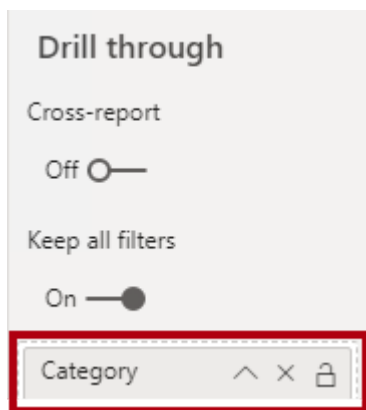 Drill through
Cross-report
Off
Keep all filters
On
Category